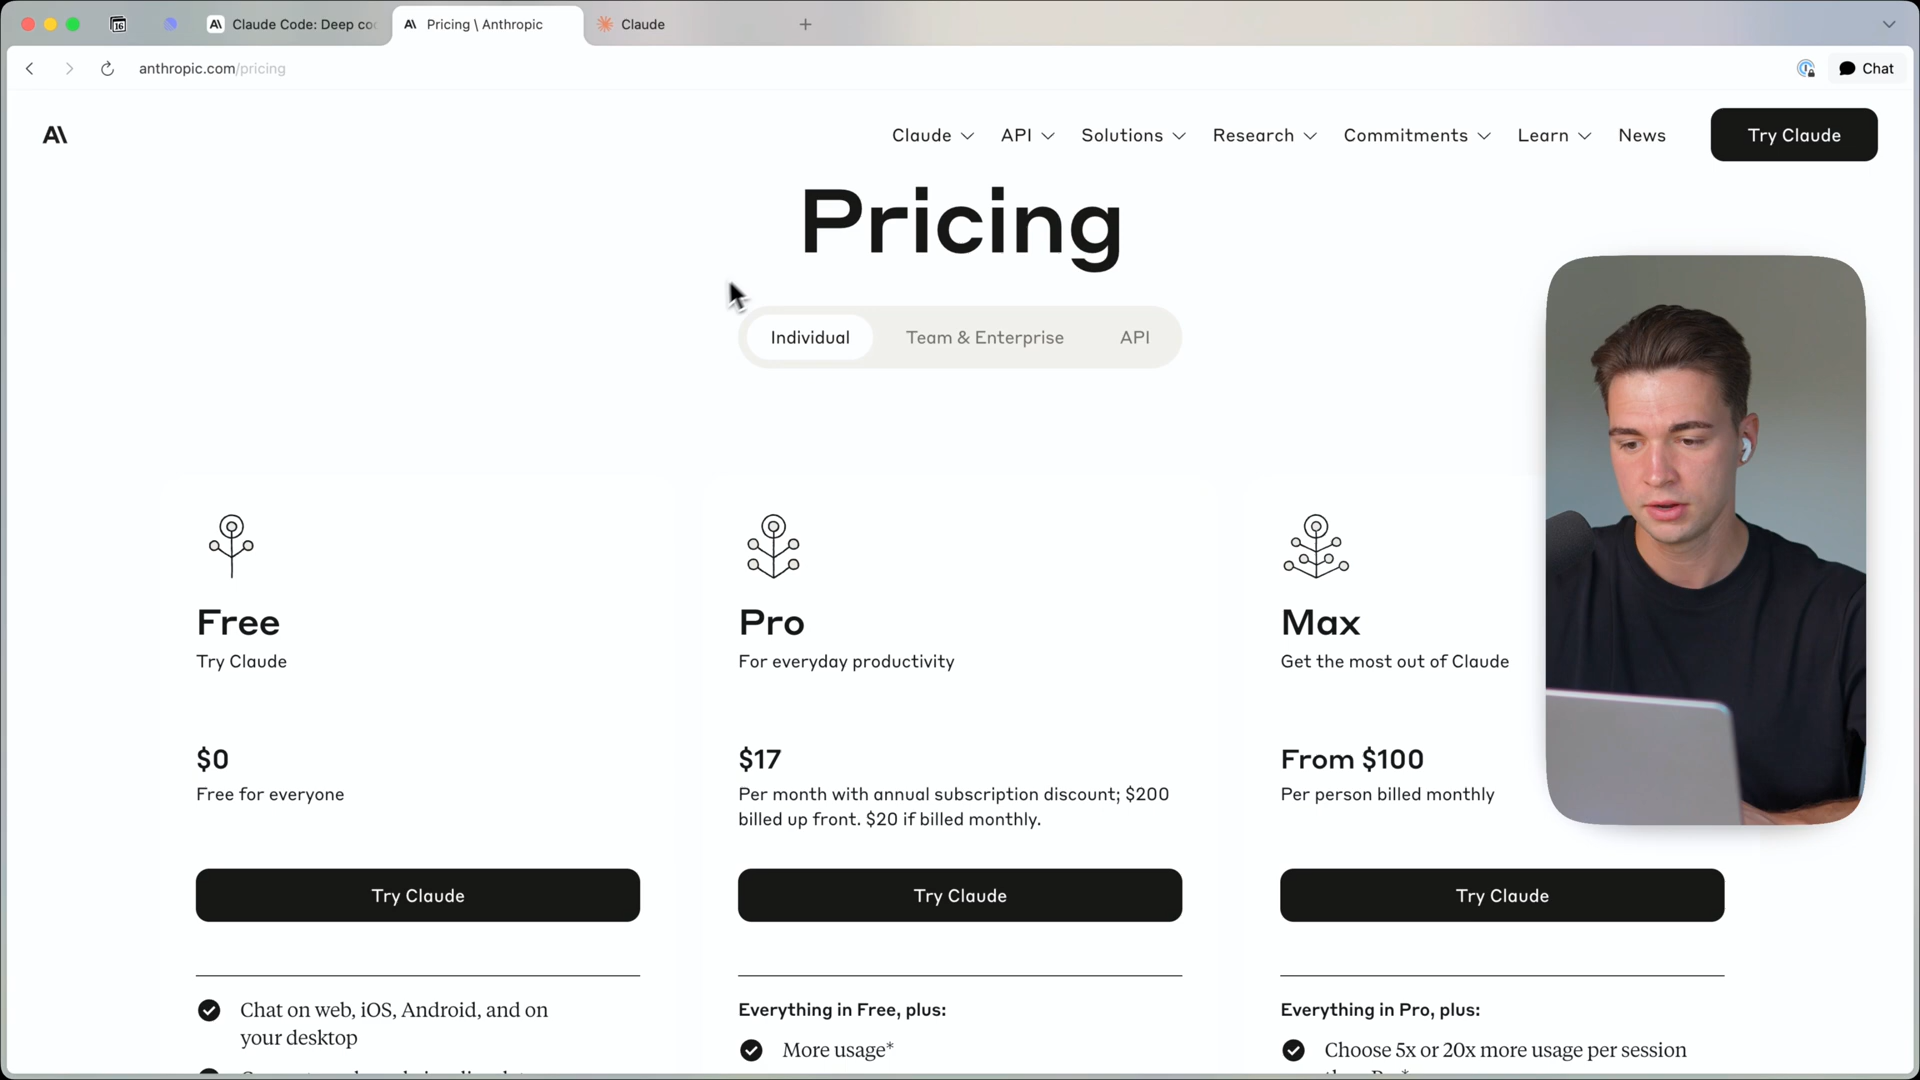 16
A\ Claude Code: Deep co
A\ Pricing \ Anthropic
Claude
anthropic.com/pricing
Chat
A\
Claude
API
Solutions
Research
Commitments
Learn
News
Try Claude
Pricing
Individual
Team & Enterprise
API
Free
Try Claude
$0
Free for everyone
Try Claude
Chat on web, iOS, Android, and on
your desktop
Pro
For everyday productivity
$17
Per month with annual subscription discount; $200
billed up front. $20 if billed monthly.
Try Claude
Everything in Free, plus:
More usage*
Max
Get the most out of Claude
From $100
Per person billed monthly
Try Claude
Everything in Pro, plus:
Choose 5x or 20x more usage per session